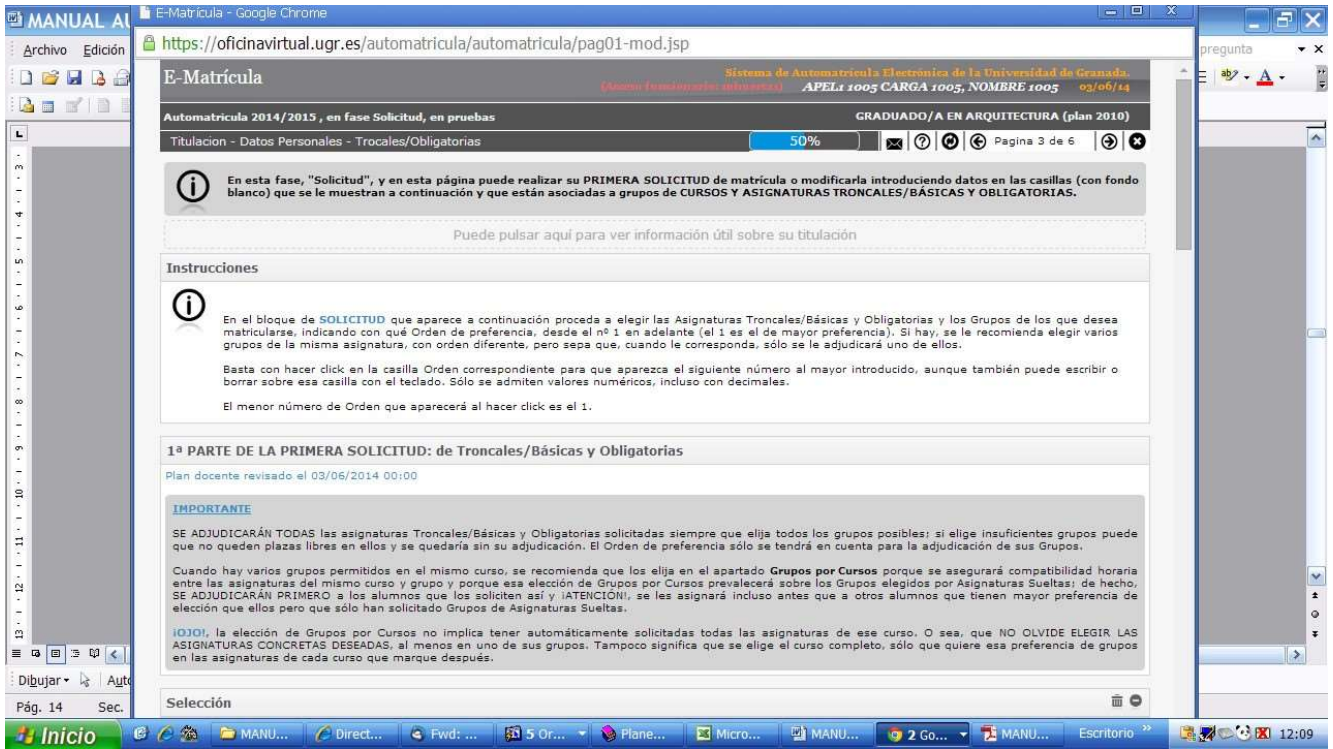 MANUAL AU
E-Matrícula - Google Chrome
Archivo Edición
pregunta
https://oficinavirtual.ugr.es/automatricula/automatricula/pag01-mod.jsp
E-Matrícula
Sistema de Automatrícula Electrónica de la Universidad de Granada.
APEL1 1005 CARGA 1005, NOMBRE 1005 03/06/14
Automatricula 2014/2015 , en fase Solicitud, en pruebas
GRADUADO/A EN ARQUITECTURA (plan 2010)
Titulacion - Datos Personales - Trocales/Obligatorias
50%
Pagina 3 de 6
En esta fase, "Solicitud", y en esta página puede realizar su PRIMERA SOLICITUD de matrícula o modificarla introduciendo datos en las casillas (con fondo
blanco) que se le muestran a continuación y que están asociadas a grupos de CURSOS Y ASIGNATURAS TRONCALES/BÁSICAS Y OBLIGATORIAS.
Puede pulsar aquí para ver información útil sobre su titulación
Instrucciones
En el bloque de SOLICITUD que aparece a continuación proceda a elegir las Asignaturas Troncales/Básicas y Obligatorias y los Grupos de los que desea
matricularse, indicando con qué Orden de preferencia, desde el nº 1 en adelante (el 1 es el de mayor preferencia). Si hay, se le recomienda elegir varios
grupos de la misma asignatura, con orden diferente, pero sepa que, cuando le corresponda, sólo se le adjudicará uno de ellos.
Basta con hacer click en la casilla Orden correspondiente para que aparezca el siguiente número al mayor introducido, aunque también puede escribir o
borrar sobre esa casilla con el teclado. Sólo se admiten valores numéricos, incluso con decimales.
El menor número de Orden que aparecerá al hacer click es el 1.
1ª PARTE DE LA PRIMERA SOLICITUD: de Troncales/Básicas y Obligatorias
Plan docente revisado el 03/06/2014 00:00
IMPORTANTE
SE ADJUDICARÁN TODAS las asignaturas Troncales/Básicas y Obligatorias solicitadas siempre que elija todos los grupos posibles; si elige insuficientes grupos puede
que no queden plazas libres en ellos y se quedaría sin su adjudicación. El Orden de preferencia sólo se tendrá en cuenta para la adjudicación de sus Grupos.
Cuando hay varios grupos permitidos en el mismo curso, se recomienda que los elija en el apartado Grupos por Cursos porque se asegurará compatibilidad horaria
entre las asignaturas del mismo curso y grupo y porque esa elección de Grupos por Cursos prevalecerá sobre los Grupos elegidos por Asignaturas Sueltas; de hecho,
SE ADJUDICARÁN PRIMERO a los alumnos que los soliciten así y ¡ATENCIÓN!, se les asignará incluso antes que a otros alumnos que tienen mayor preferencia de
elección que ellos pero que sólo han solicitado Grupos de Asignaturas Sueltas.
¡OJO!, la elección de Grupos por Cursos no implica tener automáticamente solicitadas todas las asignaturas de ese curso. O sea, que NO OLVIDE ELEGIR LAS
ASIGNATURAS CONCRETAS DESEADAS, al menos en uno de sus grupos. Tampoco significa que se elige el curso completo, sólo que quiere esa preferencia de grupos
en las asignaturas de cada curso que marque después.
Selección
Dibujar Auto
Pág. 14 Sec.
Inicio MANU... Direct... Fwd: ... 5 Or... Plane... Micro... MANU... 2 Go... MANU... Escritorio 12:09